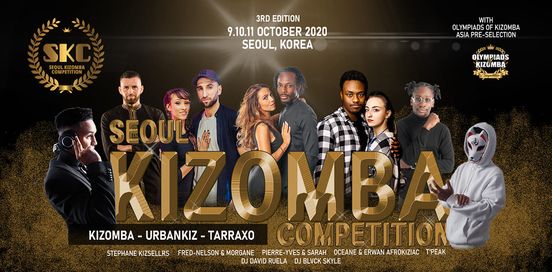 SKC
SEOUL KIZOMBA
COMPETITION
3RD EDITION
9.10.11 OCTOBER 2020
SEOUL, KOREA
WITH
OLYMPIADS OF KIZOMBA
ASIA PRE-SELECTION
OLYMPIADS
OF
KIZOMBA
SEOUL
KIZOMBA
COMPETITION
KIZOMBA - URBANKIZ - TARRAXO
STEPHANE KIZSELLRS FRED-NELSON & MORGANE PIERRE-YVES & SARAH OCEANE & ERWAN AFROKIZIAC T'PEAK
DJ DAVID RUELA DJ BLVCK SKYLE